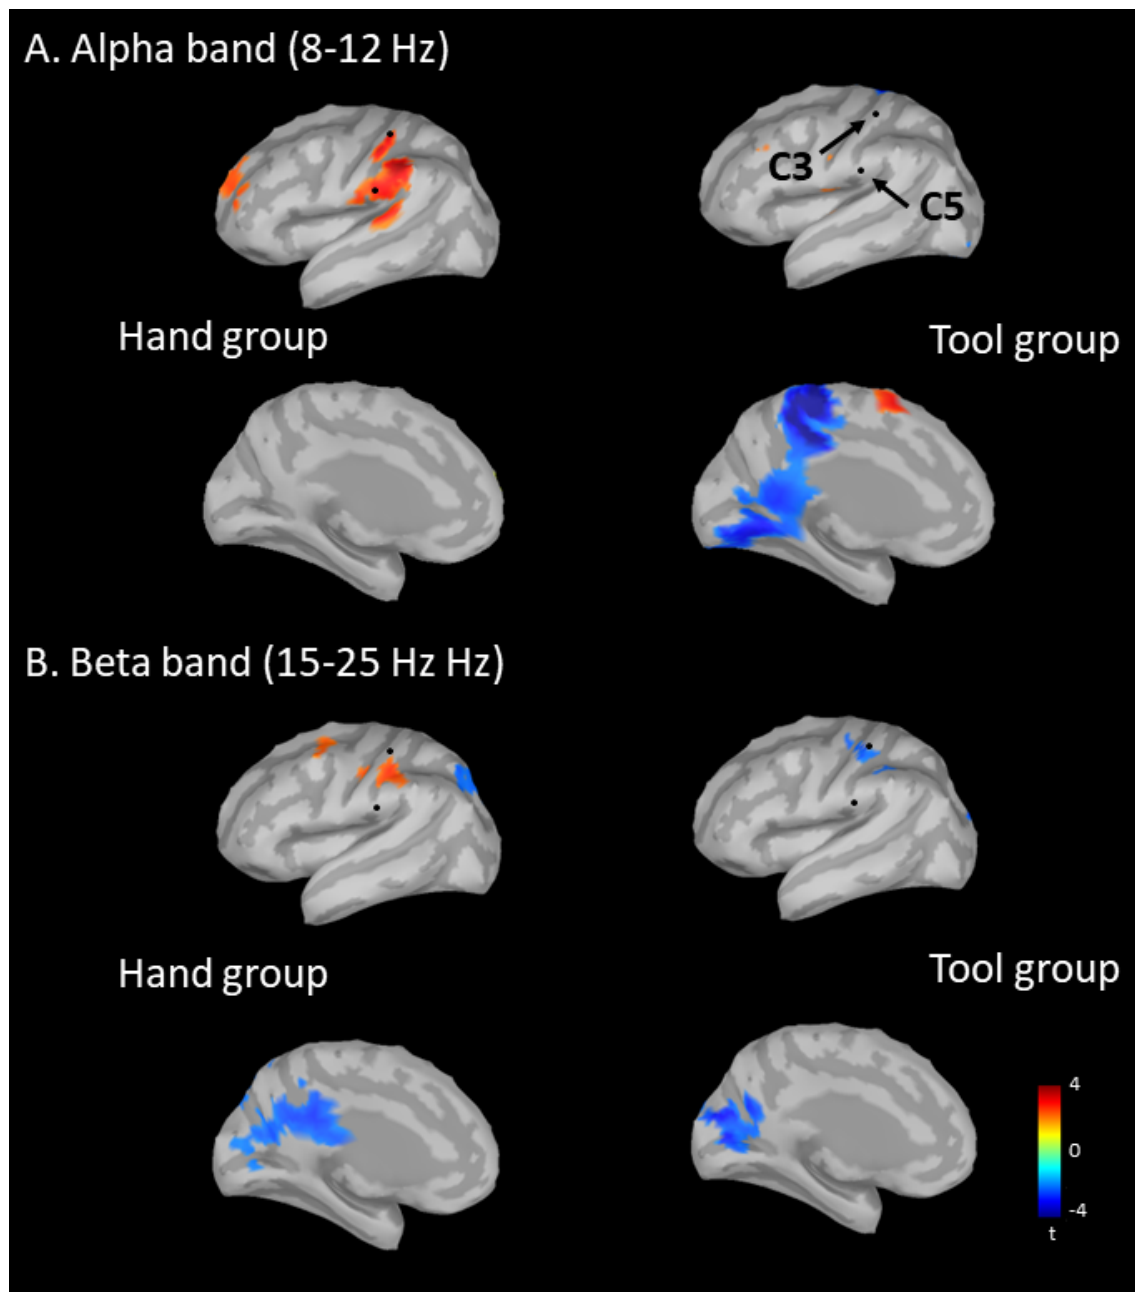 A. Alpha band (8-12 Hz)
C3
C5
Hand group
Tool group
B. Beta band (15-25 Hz Hz)
Hand group
Tool group
4
0
-4
t